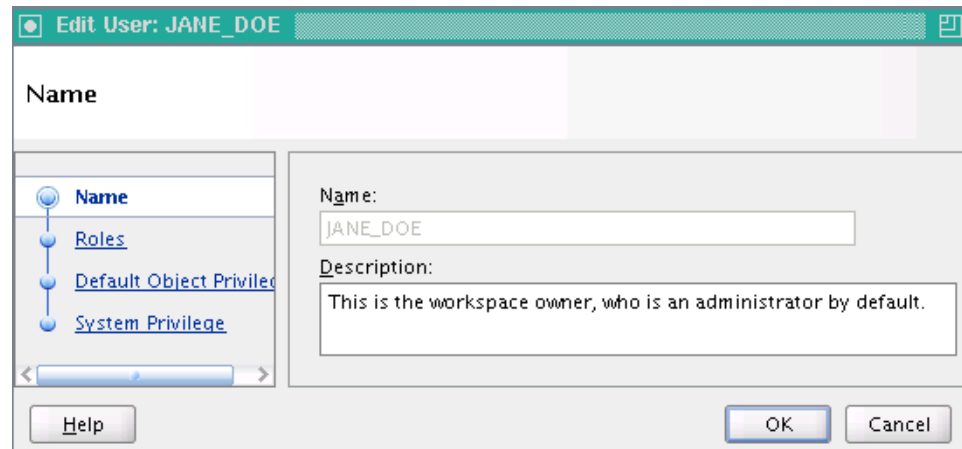 Edit User: JANE_DOE
Name
Name
Roles
Default Object Privileg
System Privilege
Name:
JANE_DOE
Description:
This is the workspace owner, who is an administrator by default.
Help
OK
Cancel